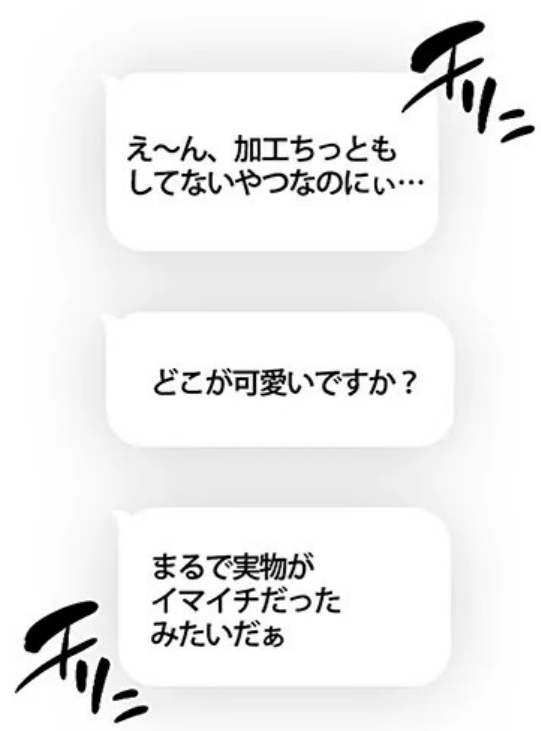 チリン
え〜ん、加工ちっとも
してないやつなのにぃ…
どこが可愛いですか？
まるで実物が
イマイチだった
みたいだぁ
チリン